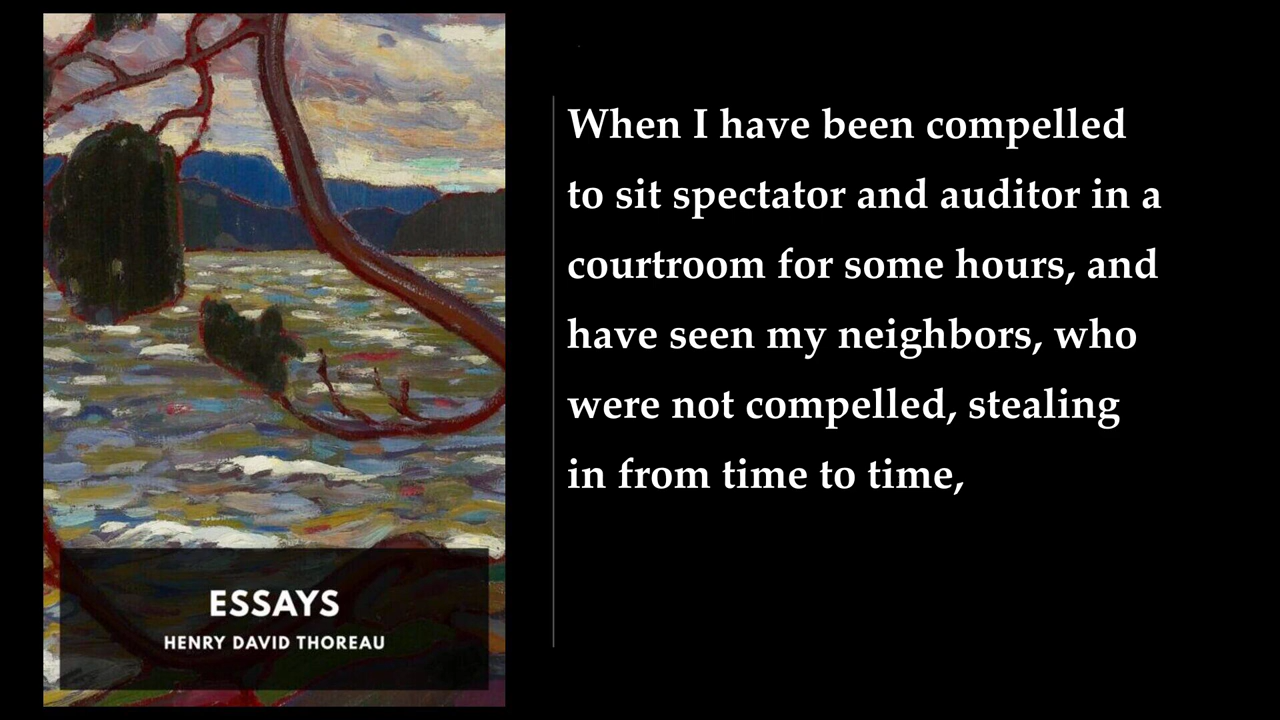 ESSAYS
HENRY DAVID THOREAU
When I have been compelled
to sit spectator and auditor in a
courtroom for some hours, and
have seen my neighbors, who
were not compelled, stealing
in from time to time,